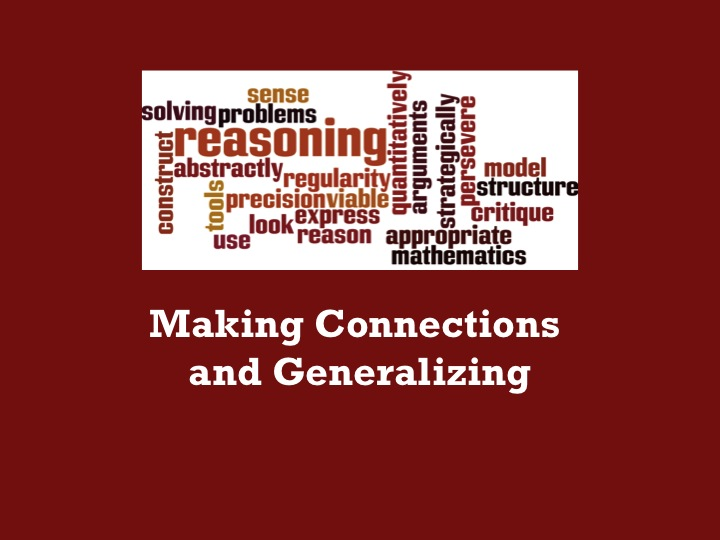 sense
solving problems
reasoning
construct
abstractly
regularity
tools
precision viable
look express
use
reason
quantitatively
arguments
strategically
persevere
model
structure
critique
appropriate
mathematics
Making Connections
and Generalizing